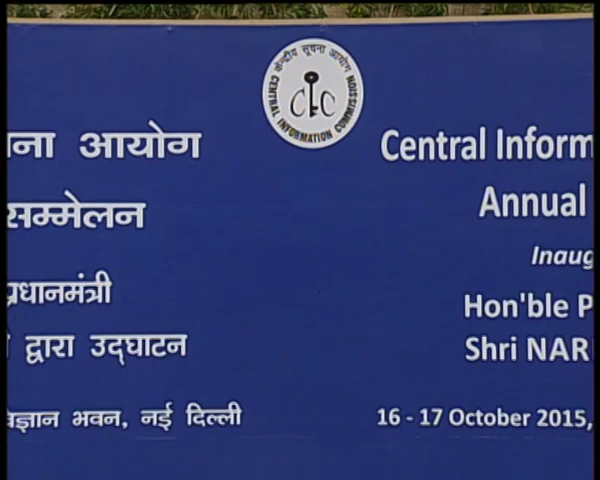 केन्द्रीय सूचना आयोग
CIC
CENTRAL INFORMATION COMMISSION
ना आयोग
सम्मेलन
प्रधानमंत्री
द्वारा उद्घाटन
विज्ञान भवन, नई दिल्ली
Central Inform
Annual
Inaug
Hon'ble P
Shri NAR
16 - 17 October 2015,